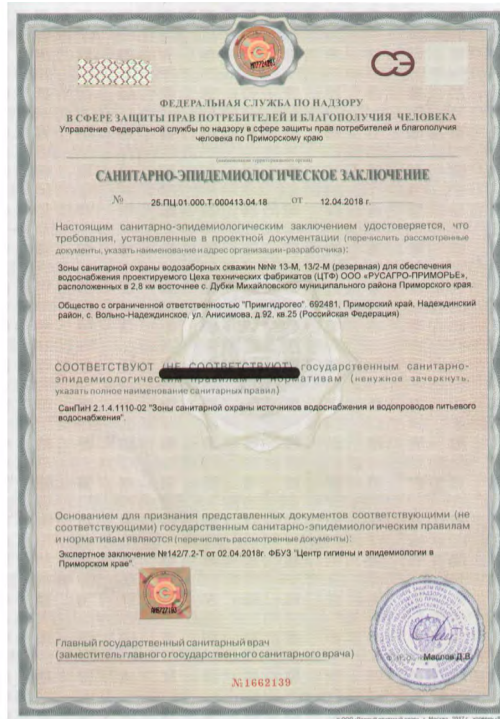 СЭ
ФЕДЕРАЛЬНАЯ СЛУЖБА ПО НАДЗОРУ
В СФЕРЕ ЗАЩИТЫ ПРАВ ПОТРЕБИТЕЛЕЙ И БЛАГОПОЛУЧИЯ ЧЕЛОВЕКА
Управление Федеральной службы по надзору в сфере защиты прав потребителей и благополучия
человека по Приморскому краю
(наименование территориального органа)
САНИТАРНО-ЭПИДЕМИОЛОГИЧЕСКОЕ ЗАКЛЮЧЕНИЕ
№ 25.ПЦ.01.000.Т.000413.04.18 ОТ 12.04.2018 г.
Настоящим санитарно-эпидемиологическим заключением удостоверяется, что
требования, установленные в проектной документации (перечислить рассмотренные
документы, указать наименование и адрес организации-разработчика):
Зоны санитарной охраны водозаборных скважин №№ 13-М, 13/2-М (резервная) для обеспечения
водоснабжения проектируемого Цеха технических фабрикатов (ЦТФ) ООО «РУСАГРО-ПРИМОРЬЕ»,
расположенных в 2,8 км восточнее с. Дубки Михайловского муниципального района Приморского края.
Общество с ограниченной ответственностью "Примгидрогео". 692481, Приморский край, Надеждинский
район, с. Вольно-Надеждинское, ул. Анисимова, д.92, кв.25 (Российская Федерация)
СООТВЕТСТВУЮТ (НЕ СООТВЕТСТВУЮТ) государственным санитарно-
эпидемиологическим правилам и нормативам (ненужное зачеркнуть,
указать полное наименование санитарных правил)
СанПиН 2.1.4.1110-02 "Зоны санитарной охраны источников водоснабжения и водопроводов питьевого
водоснабжения".
Основанием для признания представленных документов соответствующими (не
соответствующими) государственным санитарно-эпидемиологическим правилам
и нормативам являются (перечислить рассмотренные документы):
Экспертное заключение №142/7.2-Т от 02.04.2018г. ФБУЗ "Центр гигиены и эпидемиологии в
Приморском крае"
Главный государственный санитарный врач
(заместитель главного государственного санитарного врача)
Маслов Д.В.
№1662139